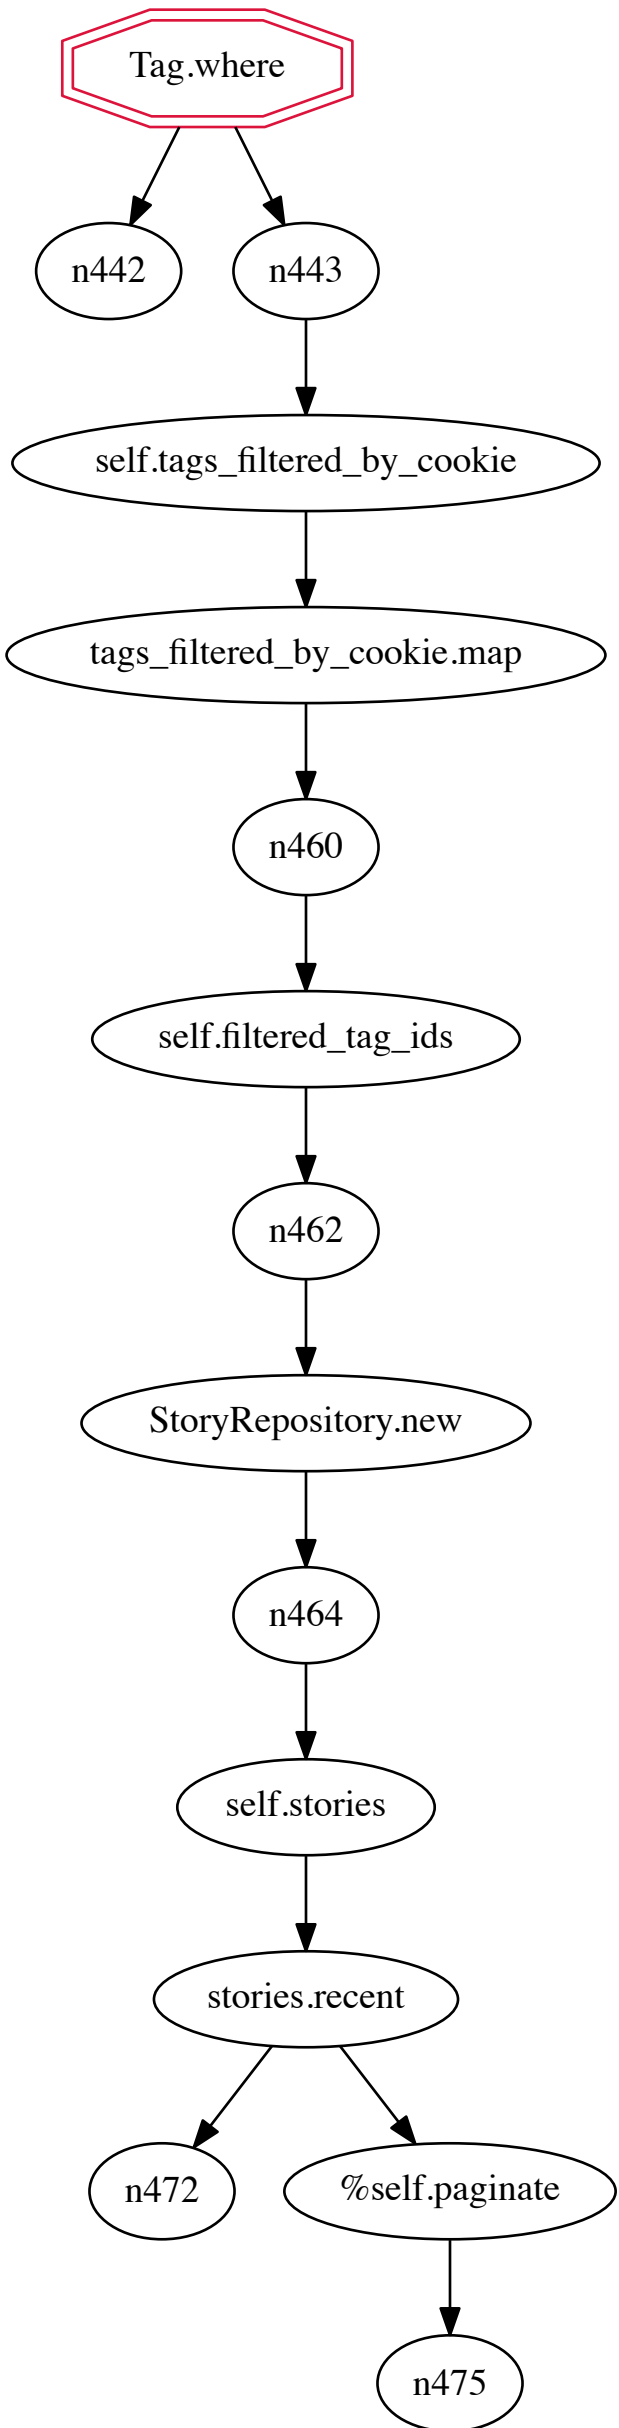 Tag.where
n442
n443
self.tags_filtered_by_cookie
tags_filtered_by_cookie.map
n460
self.filtered_tag_ids
n462
StoryRepository.new
n464
self.stories
stories.recent
n472
%self.paginate
n475